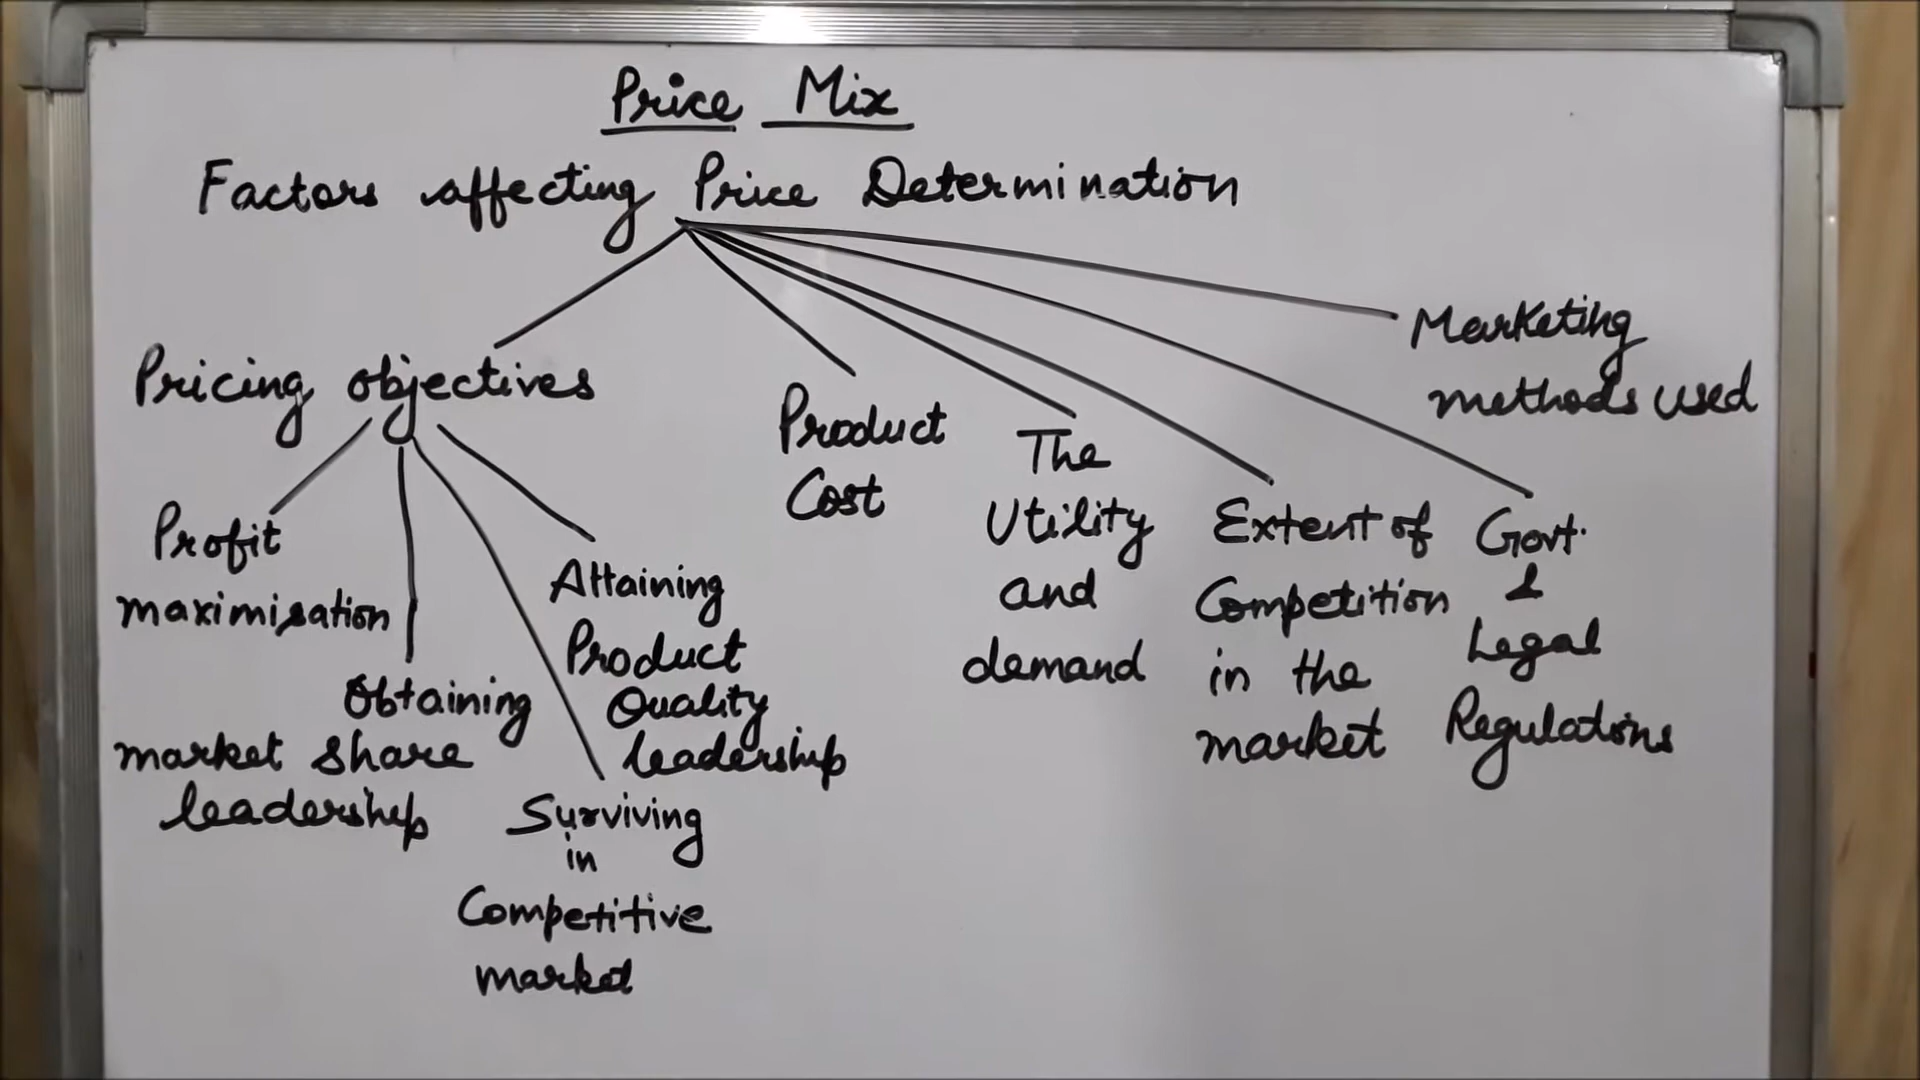 Price Mix
Factors affecting Price Determination
Pricing objectives
Profit
maximisation
Obtaining
market share
leadership
Surviving
in
Competitive
market
Attaining
Product
Quality
leadership
Product
Cost
The
Utility
and
demand
Extent of
Competition
in the
market
Govt.
&
Legal
Regulations
Marketing
methods used